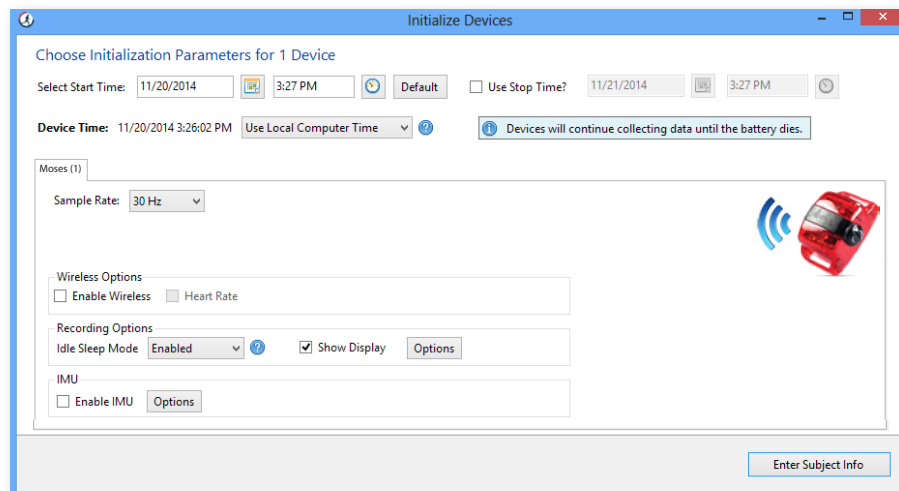 Initialize Devices
Choose Initialization Parameters for 1 Device
Select Start Time: 11/20/2014 3:27 PM Default Use Stop Time? 11/21/2014 3:27 PM
Device Time: 11/20/2014 3:26:02 PM Use Local Computer Time ? i Devices will continue collecting data until the battery dies.
Moses (1)
Sample Rate: 30 Hz
Wireless Options
Enable Wireless Heart Rate
Recording Options
Idle Sleep Mode Enabled ? Show Display Options
IMU
Enable IMU Options
Enter Subject Info